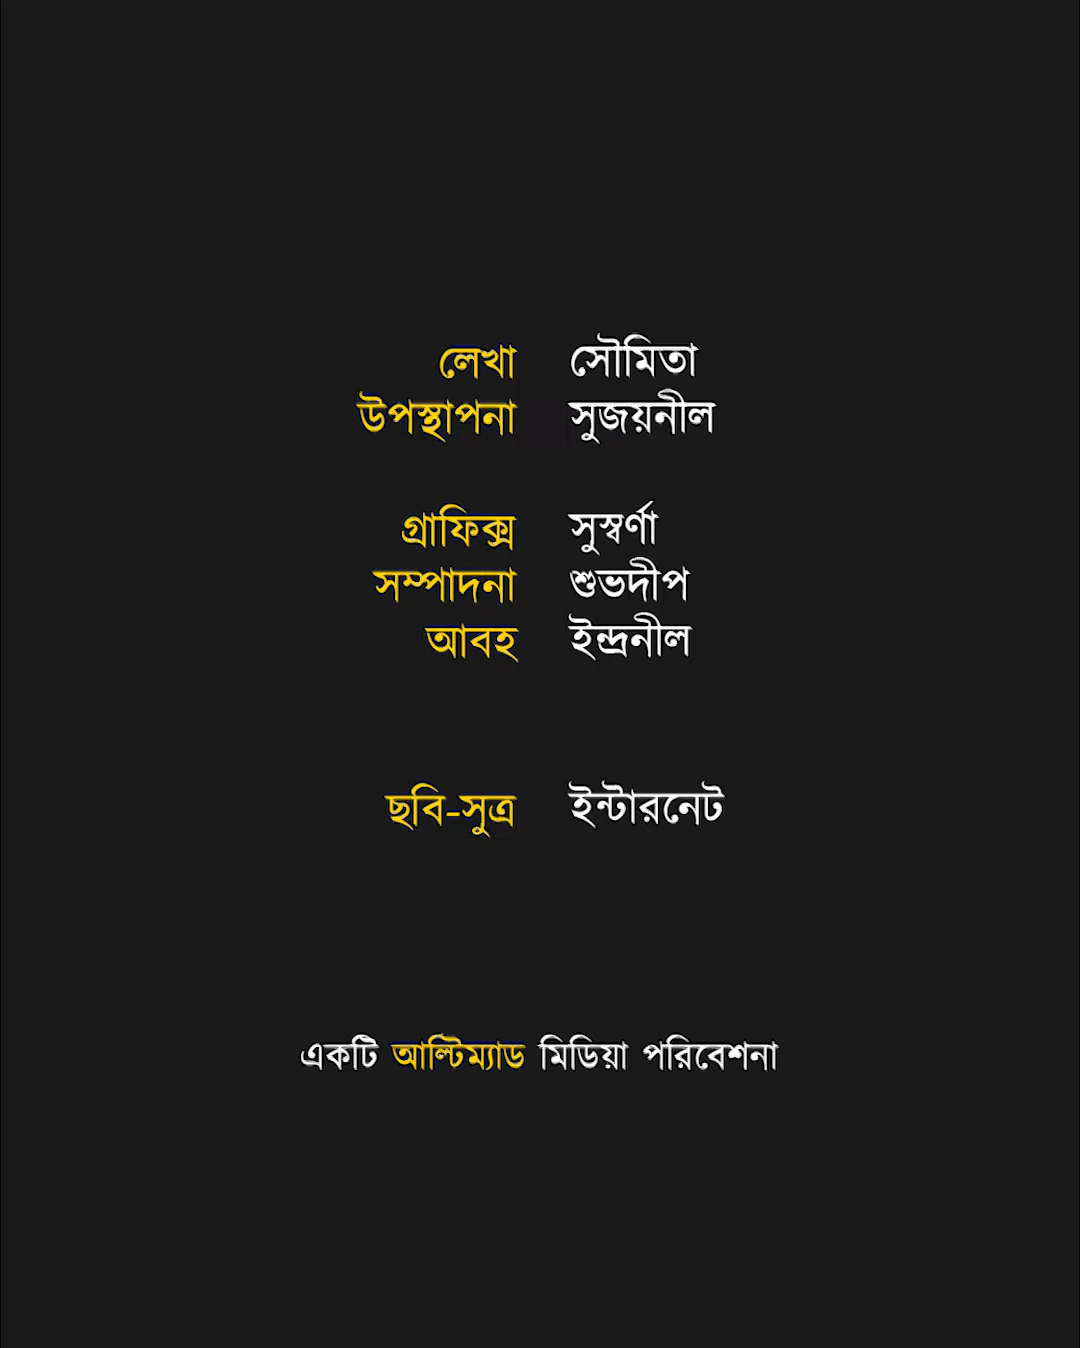 লেখা সৌমিতা
উপস্থাপনা সুজয়নীল
গ্রাফিক্স সুস্বর্ণা
সম্পাদনা শুভদীপ
আবহ ইন্দ্রনীল
ছবি-সুত্র ইন্টারনেট
একটি আল্টিম্যাড মিডিয়া পরিবেশনা